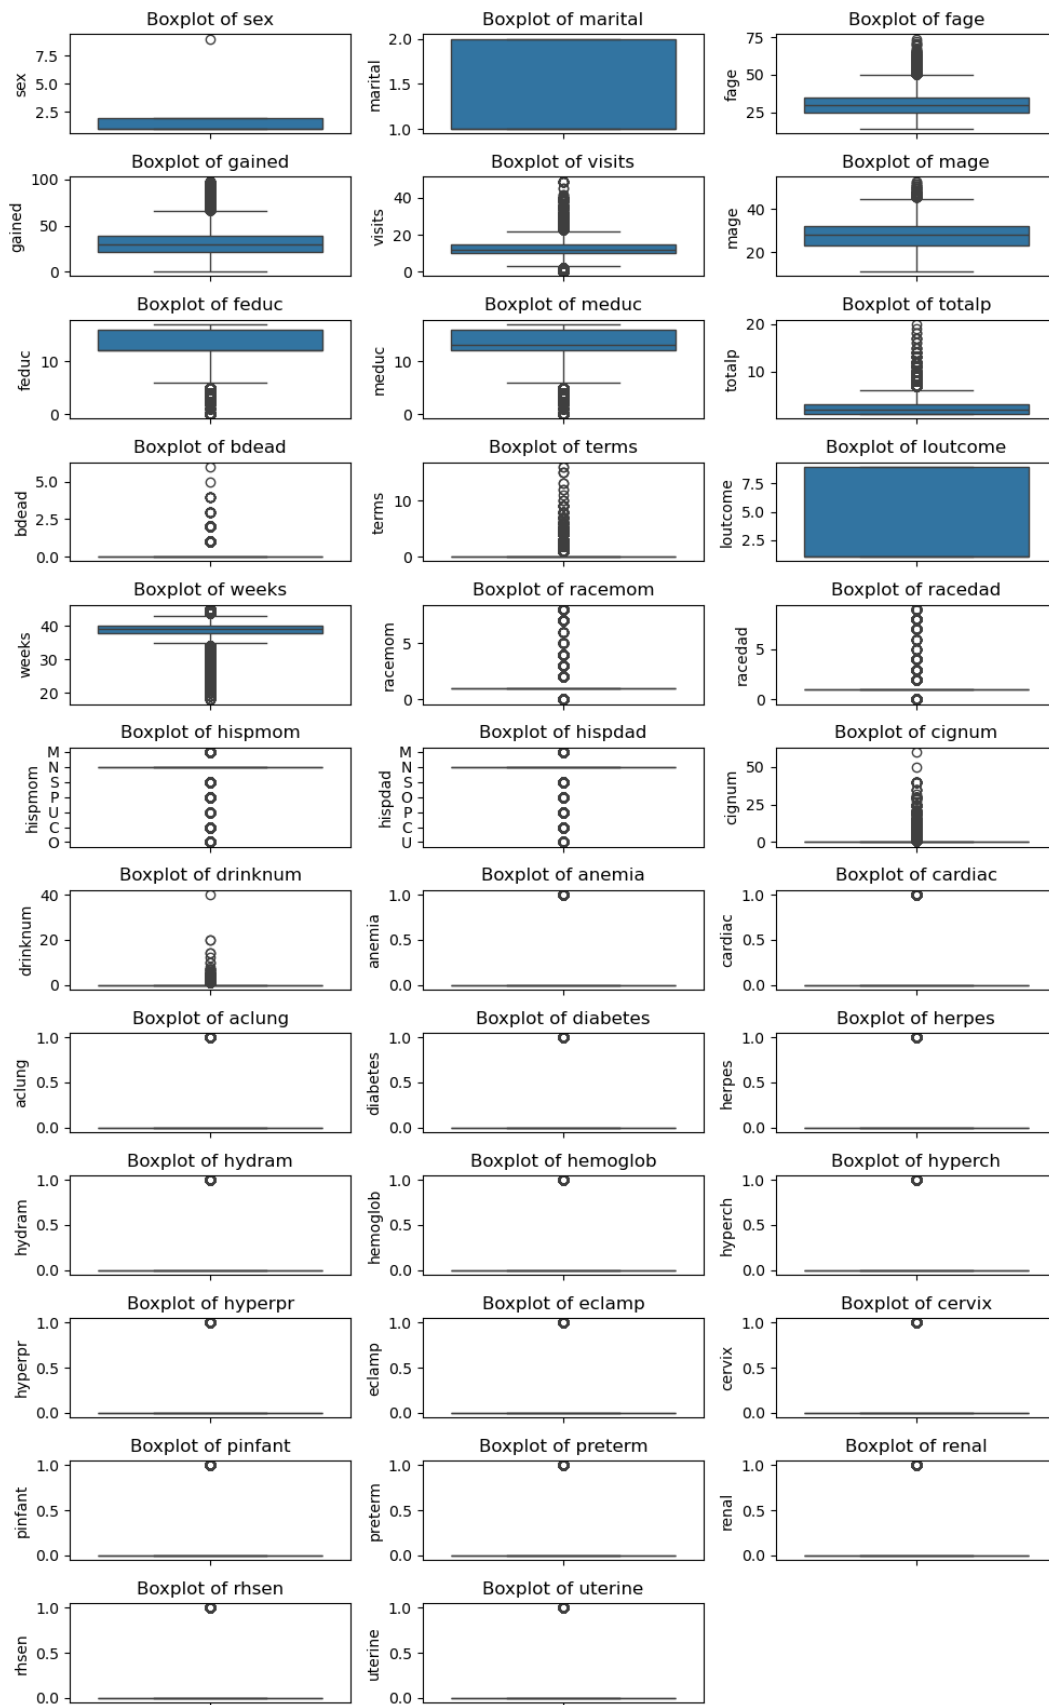 Boxplot of sex
sex
7.5
5.0
2.5
Boxplot of marital
marital
2.0
1.5
1.0
Boxplot of fage
fage
75
50
25
Boxplot of gained
gained
100
50
0
Boxplot of visits
visits
40
20
0
Boxplot of mage
mage
40
20
Boxplot of feduc
feduc
10
0
Boxplot of meduc
meduc
10
0
Boxplot of totalp
totalp
20
10
Boxplot of bdead
bdead
5.0
2.5
0.0
Boxplot of terms
terms
10
0
Boxplot of loutcome
loutcome
7.5
5.0
2.5
Boxplot of weeks
weeks
40
30
20
Boxplot of racemom
racemom
5
0
Boxplot of racedad
racedad
5
0
Boxplot of hispmom
hispmom
M
N
S
P
U
C
O
Boxplot of hispdad
hispdad
M
N
S
O
P
C
U
Boxplot of cignum
cignum
50
25
0
Boxplot of drinknum
drinknum
40
20
0
Boxplot of anemia
anemia
1.0
0.5
0.0
Boxplot of cardiac
cardiac
1.0
0.5
0.0
Boxplot of aclung
aclung
1.0
0.5
0.0
Boxplot of diabetes
diabetes
1.0
0.5
0.0
Boxplot of herpes
herpes
1.0
0.5
0.0
Boxplot of hydram
hydram
1.0
0.5
0.0
Boxplot of hemoglob
hemoglob
1.0
0.5
0.0
Boxplot of hyperch
hyperch
1.0
0.5
0.0
Boxplot of hyperpr
hyperpr
1.0
0.5
0.0
Boxplot of eclamp
eclamp
1.0
0.5
0.0
Boxplot of cervix
cervix
1.0
0.5
0.0
Boxplot of pinfant
pinfant
1.0
0.5
0.0
Boxplot of preterm
preterm
1.0
0.5
0.0
Boxplot of renal
renal
1.0
0.5
0.0
Boxplot of rhsen
rhsen
1.0
0.5
0.0
Boxplot of uterine
uterine
1.0
0.5
0.0